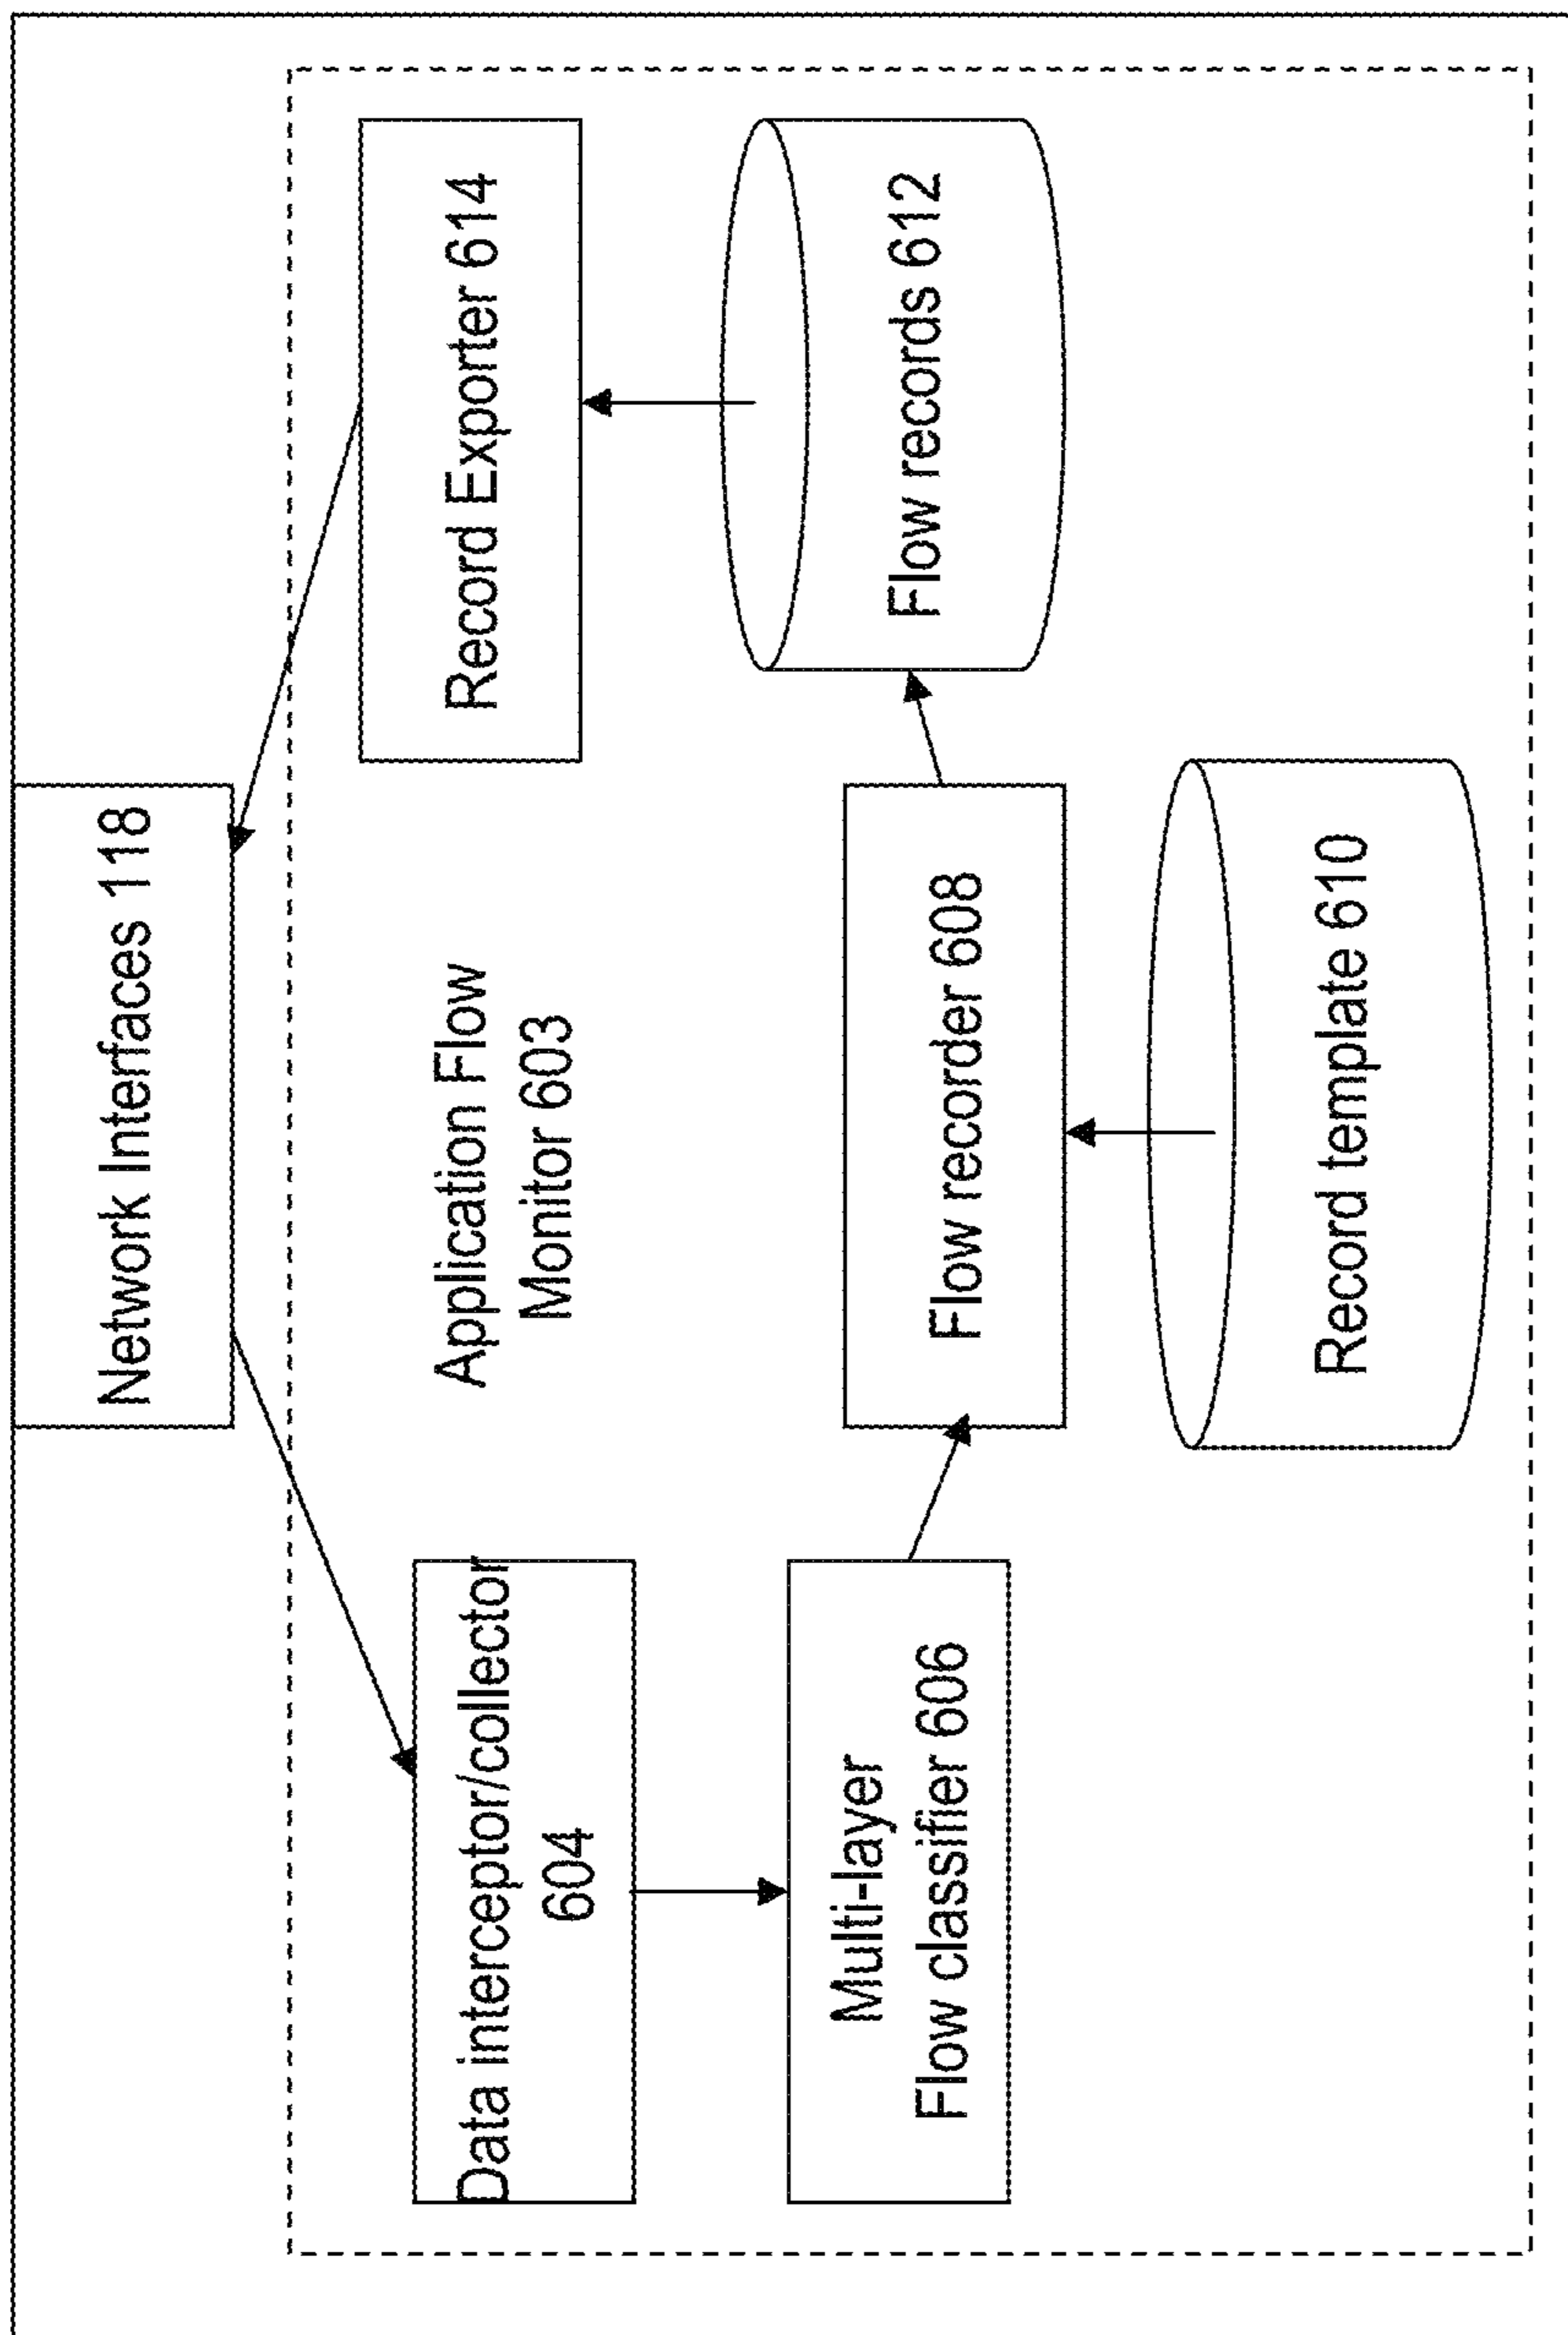 Network Interfaces 118
Application Flow
Monitor 603
Data interceptor/collector
604
Multi-layer
Flow classifier 606
Flow recorder 608
Record template 610
Flow records 612
Record Exporter 614